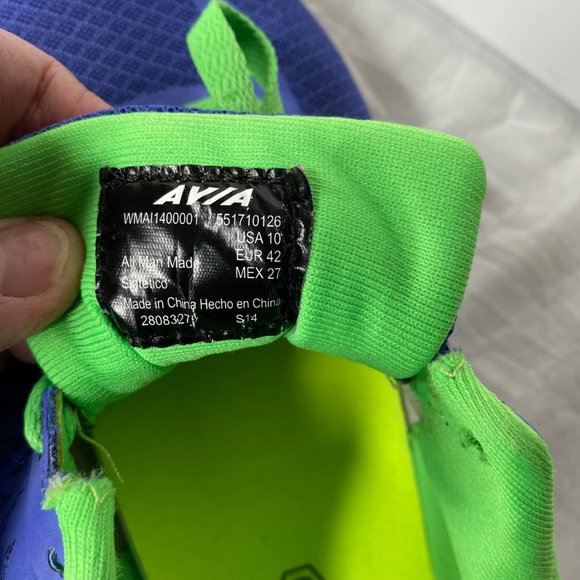 AVIA
WMAI1400001 551710126
USA 10
EUR 42
All Man Made MEX 27
Sintetico
Made in China Hecho en China
S14